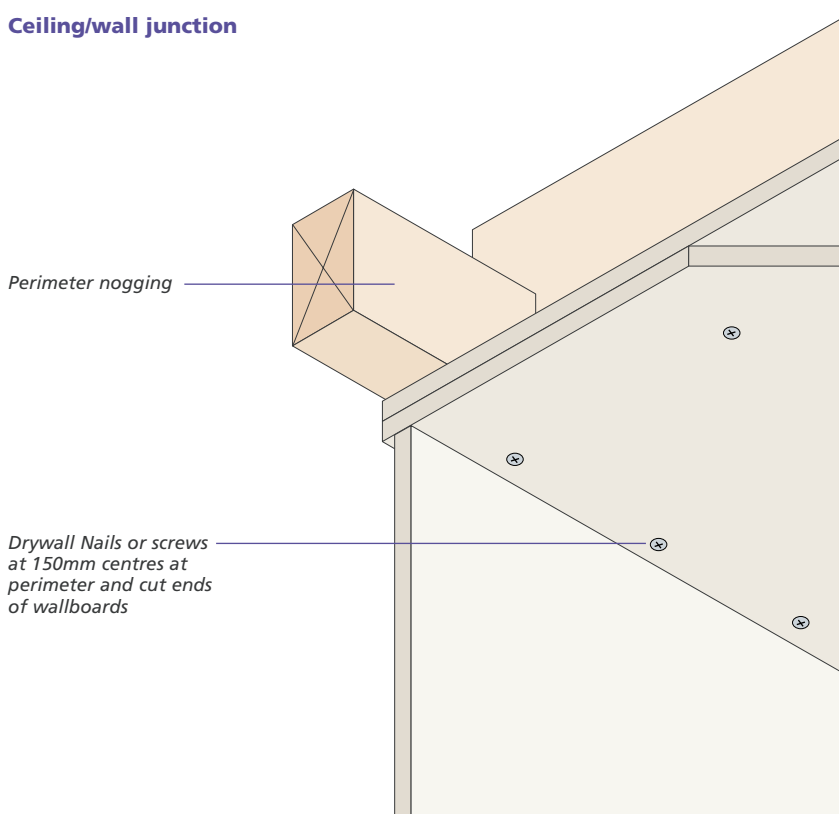 Ceiling/wall junction
Perimeter nogging
Drywall Nails or screws
at 150mm centres at
perimeter and cut ends
of wallboards